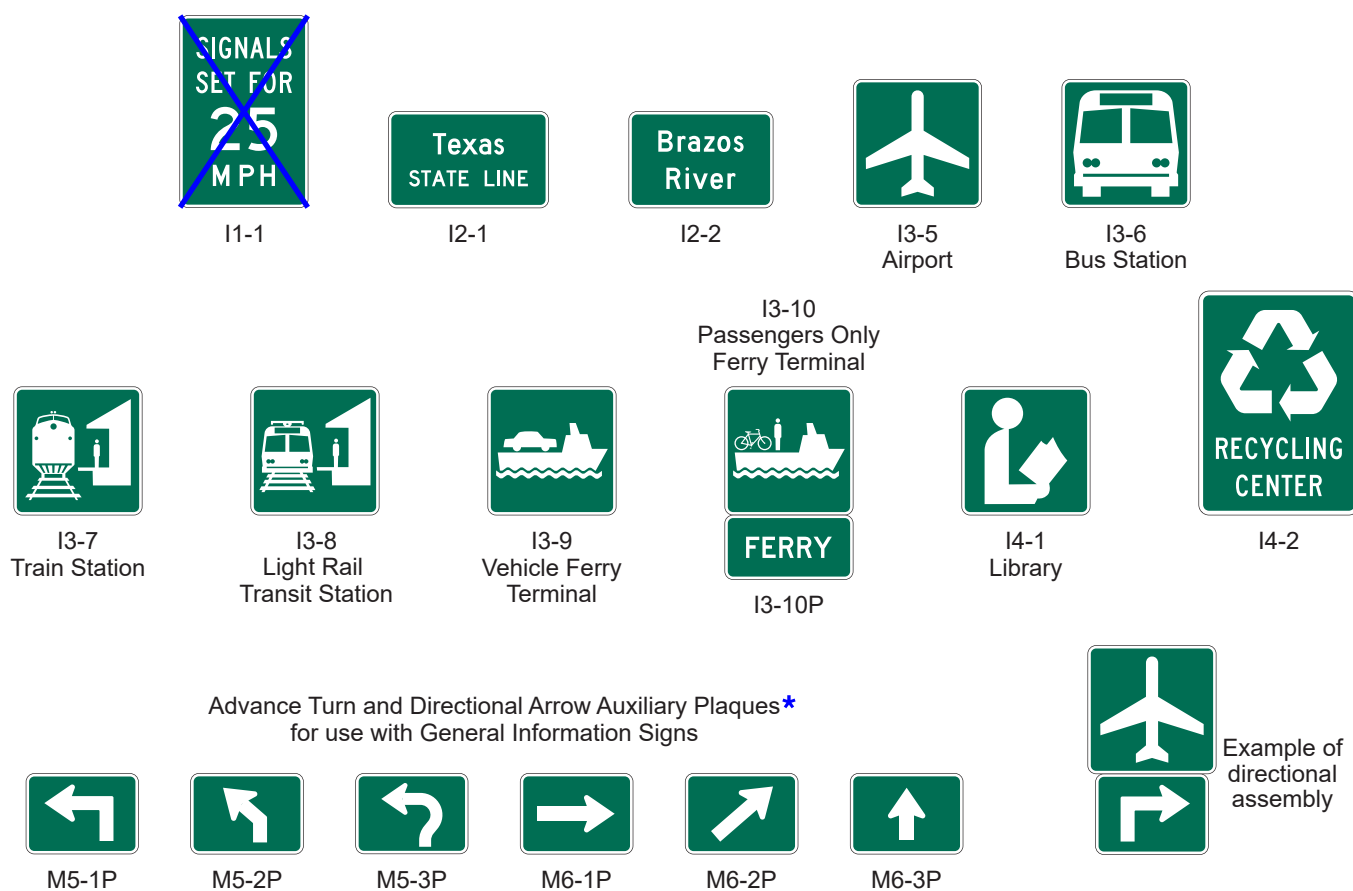 SIGNALS
SET FOR
25
MPH
I1-1
Texas
STATE LINE
I2-1
Brazos
River
I2-2
I3-5
Airport
I3-6
Bus Station
I3-7
Train Station
I3-8
Light Rail
Transit Station
I3-9
Vehicle Ferry
Terminal
I3-10
Passengers Only
Ferry Terminal
FERRY
I3-10P
I4-1
Library
RECYCLING
CENTER
I4-2
Advance Turn and Directional Arrow Auxiliary Plaques*
for use with General Information Signs
M5-1P
M5-2P
M5-3P
M6-1P
M6-2P
M6-3P
Example of
directional
assembly